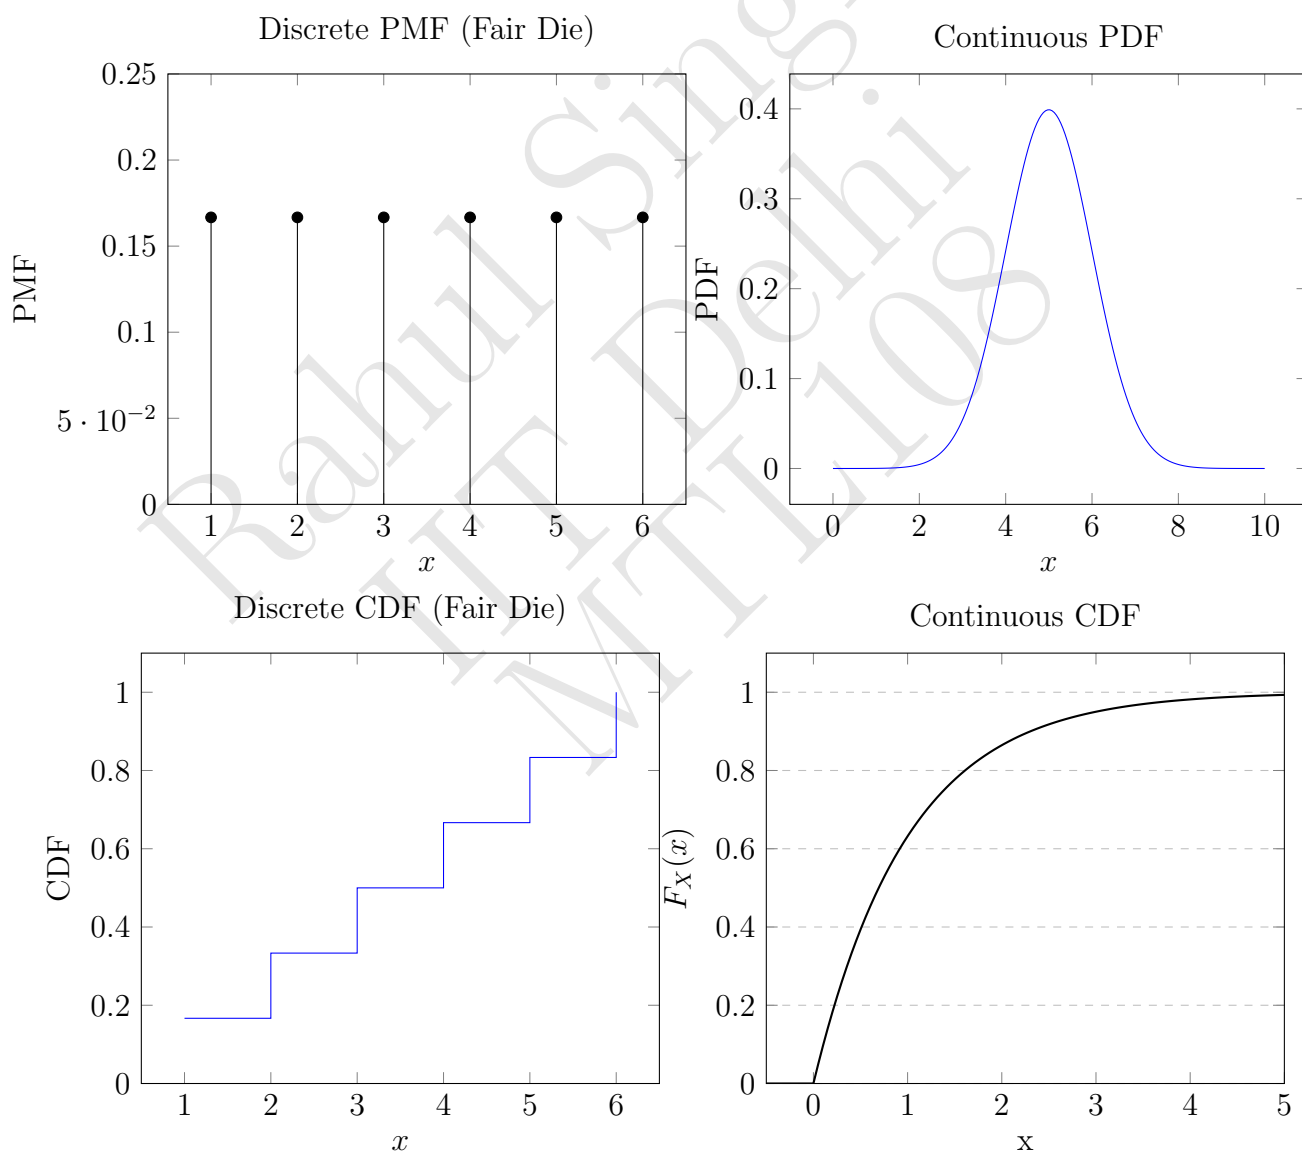 Discrete PMF (Fair Die)
0.25
0.2
0.15
0.1
5 · 10⁻²
0
PMF
1 2 3 4 5 6
x
Continuous PDF
0.4
0.3
0.2
0.1
0
PDF
0 2 4 6 8 10
x
Discrete CDF (Fair Die)
1
0.8
0.6
0.4
0.2
0
CDF
1 2 3 4 5 6
x
Continuous CDF
1
0.8
0.6
0.4
0.2
0
F_X(x)
0 1 2 3 4 5
x
Rahul Sing
IIT Delhi
MTL108